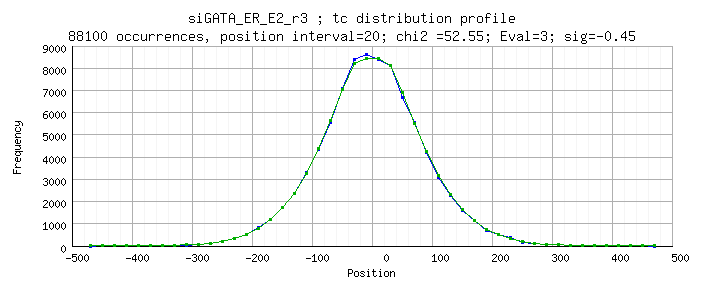 siGATA_ER_E2_r3 ; tc distribution profile
88100 occurrences, position interval=20; chi2 =52.55; Eval=3; sig=-0.45
9000
8000
7000
6000
5000
4000
3000
2000
1000
0
Frequency
-500 -400 -300 -200 -100 0 100 200 300 400 500
Position